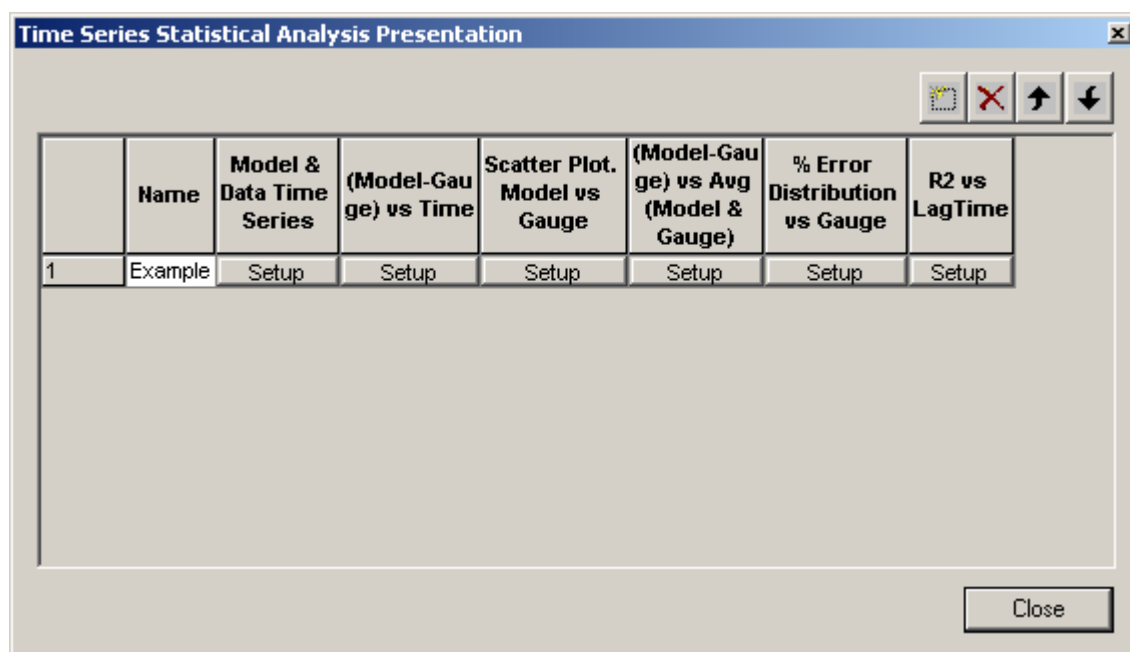 Time Series Statistical Analysis Presentation
Name
Model &
Data Time
Series
(Model-Gau
ge) vs Time
Scatter Plot.
Model vs
Gauge
(Model-Gau
ge) vs Avg
(Model &
Gauge)
% Error
Distribution
vs Gauge
R2 vs
LagTime
1 Example Setup Setup Setup Setup Setup Setup
Close